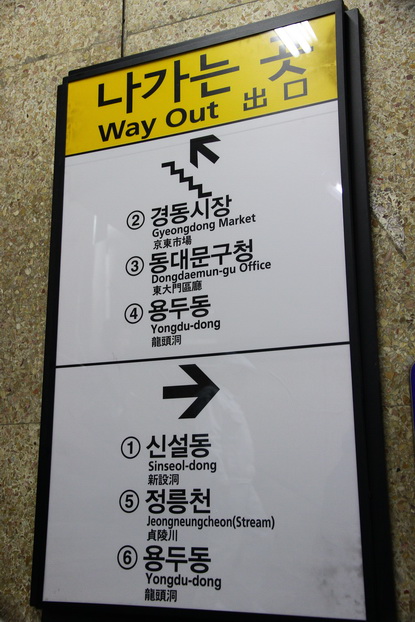 나가는 곳
Way Out 出口
② 경동시장
Gyeongdong Market
京東市場
③ 동대문구청
Dongdaemun-gu Office
東大門區廳
④ 용두동
Yongdu-dong
龍頭洞
① 신설동
Sinseol-dong
新設洞
⑤ 정릉천
Jeongneungcheon(Stream)
貞陵川
⑥ 용두동
Yongdu-dong
龍頭洞